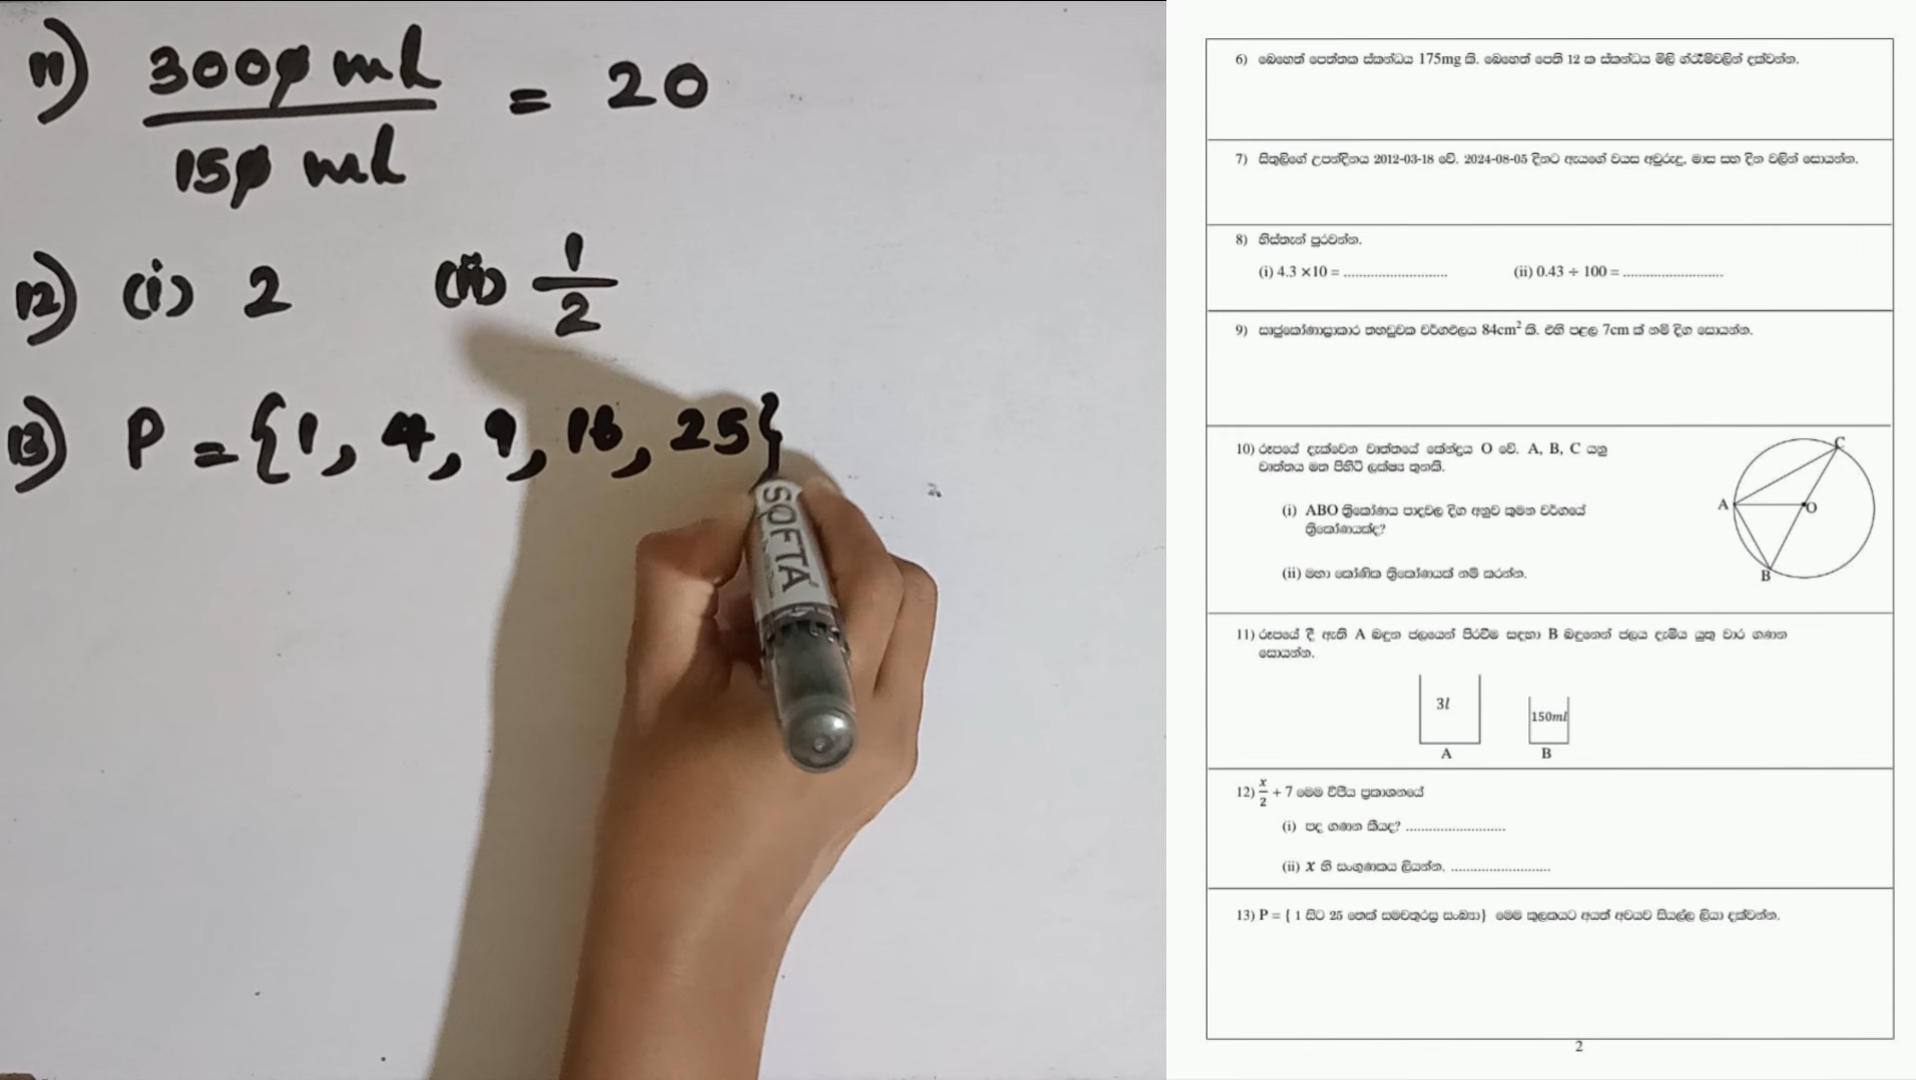 11) 3000 ml
150 ml
= 20
12) (i) 2 (ii) 1
2
13) P = {1, 4, 9, 16, 25}
SOFTA
6) බෙහෙත් පෙත්තක ස්කන්ධය 175mg කි. බෙහෙත් පෙති 12 ක ස්කන්ධය මිලි ග්රෑම්වලින් දක්වන්න.
7) සිතුලිගේ උපන්දිනය 2012-03-18 වේ. 2024-08-05 දිනට ඇයගේ වයස අවුරුදු, මාස සහ දින වලින් සොයන්න.
8) හිස්තැන් පුරවන්න.
(i) 4.3 ×10 = .......................... (ii) 0.43 ÷ 100 = .........................
9) සෘජුකෝණාස්‍රාකාර තහඩුවක වර්ගඵලය 84cm² කි. එහි පළල 7cm ක් නම් දිග සොයන්න.
10) රූපයේ දැක්වෙන වෘත්තයේ කේන්ද්‍රය O වේ. A, B, C යනු
වෘත්තය මත පිහිටි ලක්ෂ්‍ය තුනකි.
(i) ABO ත්‍රිකෝණය පාදවල දිග අනුව කුමන වර්ගයේ
ත්‍රිකෝණයක්ද?
(ii) මහා කෝණික ත්‍රිකෝණයක් නම් කරන්න.
C
A
O
B
11) රූපයේ දී ඇති A බඳුන ජලයෙන් පිරවීම සඳහා B බඳුනෙන් ජලය දැමිය යුතු වාර ගණන
සොයන්න.
3l
150ml
A B
12) x/2 + 7 මෙම වීජීය ප්‍රකාශනයේ
(i) පද ගණන කීයද? .........................
(ii) x හි සංගුණකය ලියන්න. .........................
13) P = { 1 සිට 25 තෙක් සමචතුරස්‍ර සංඛ්‍යා} මෙම කුලකයට අයත් අවයව සියල්ල ලියා දක්වන්න.
2